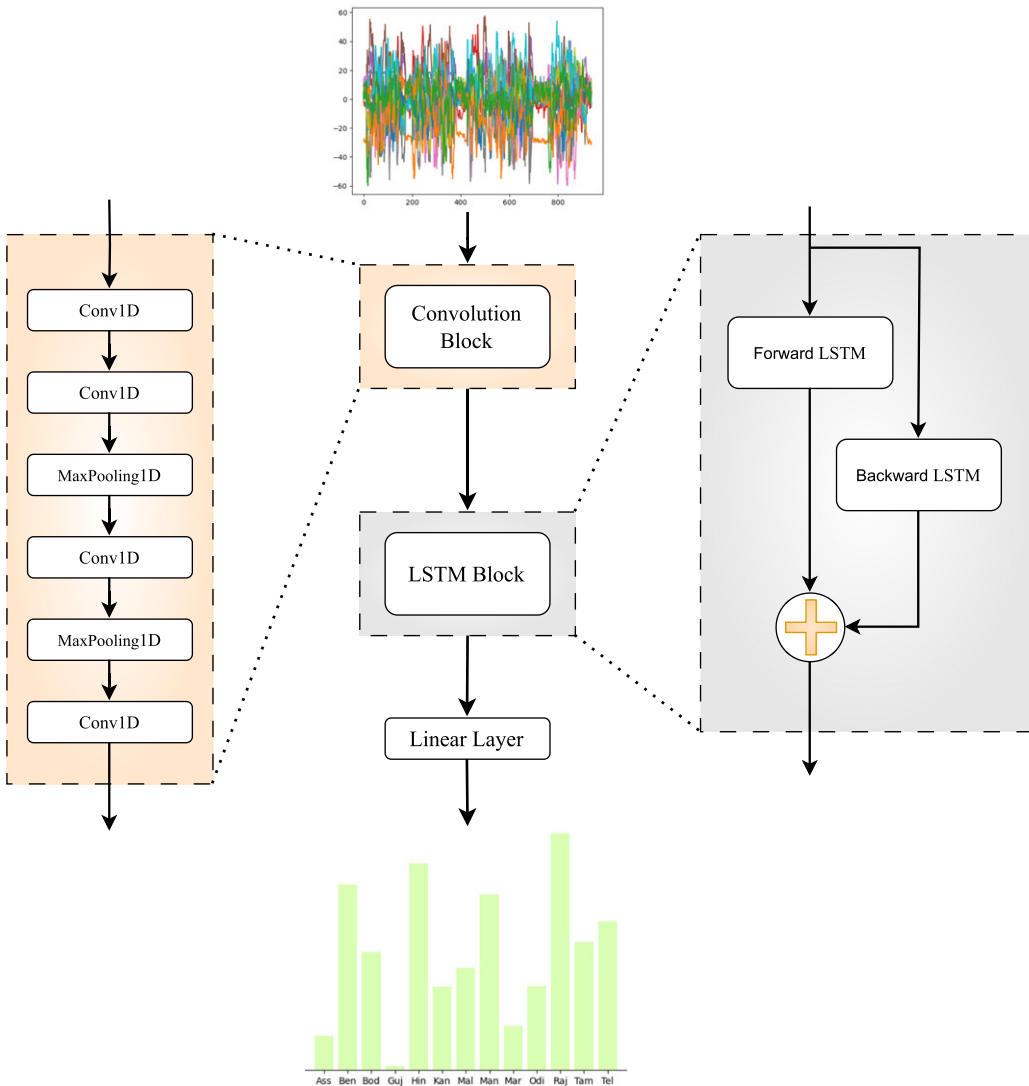 60
40
20
0
−20
−40
−60
0 200 400 600 800
Convolution
Block
LSTM Block
Linear Layer
Conv1D
Conv1D
MaxPooling1D
Conv1D
MaxPooling1D
Conv1D
Forward LSTM
Backward LSTM
Ass Ben Bod Guj Hin Kan Mal Man Mar Odi Raj Tam Tel